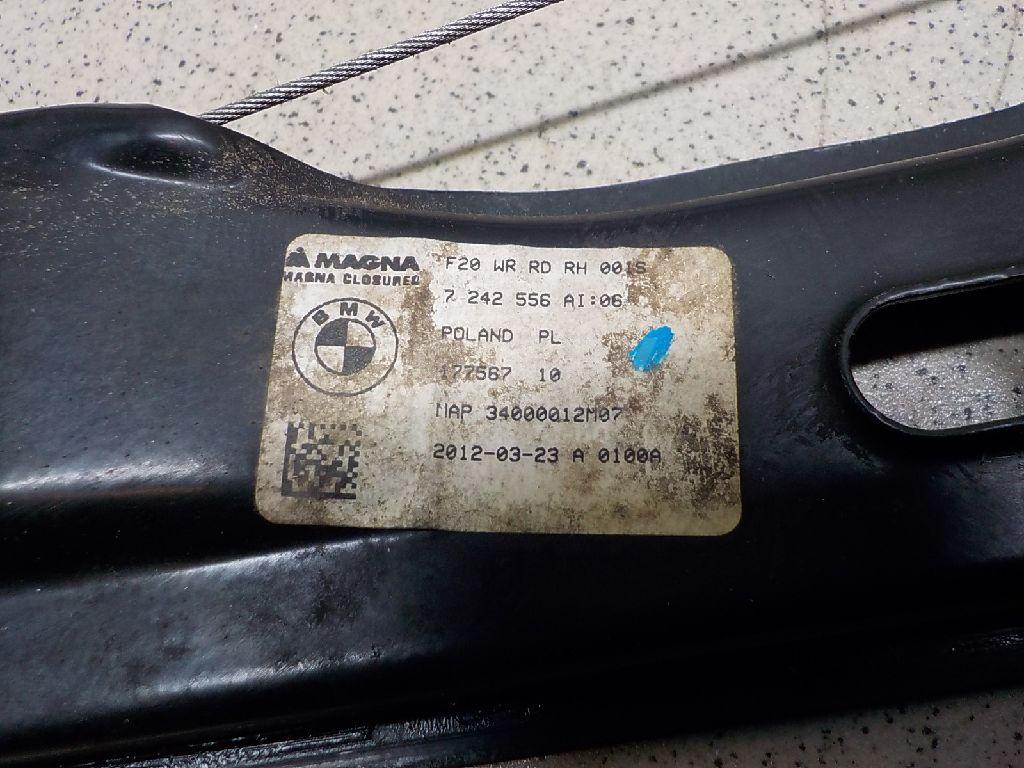 MAGNA
MAGNA CLOSURES
BMW
F20 WR RD RH 001S
7 242 556 AI:06
POLAND PL
177567 10
MAP 34000012M07
2012-03-23 A 0100A